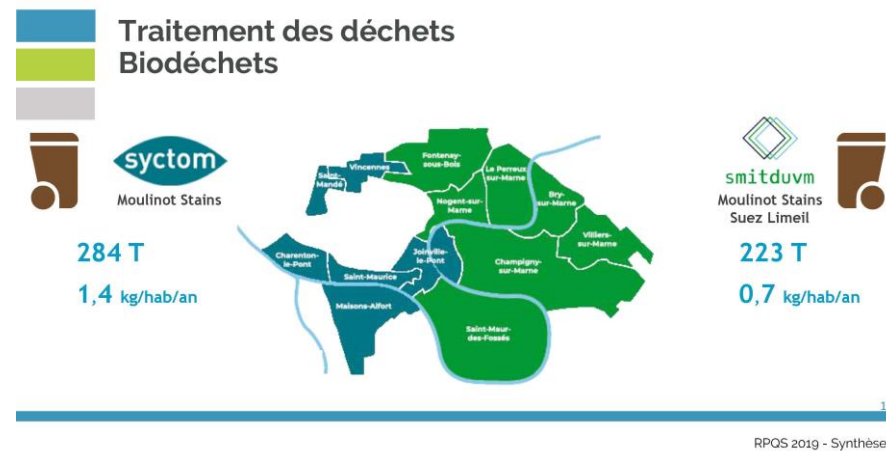 Traitement des déchets
Biodéchets
syctom
Moulinot Stains
284 T
1,4 kg/hab/an
Vincennes
Saint-
Mandé
Fontenay-
sous-Bois
Le Perreux
sur-Marne
Bry-
sur-Marne
Nogent-sur-
Marne
Villiers-
sur-Marne
Charenton-
le-Pont
Saint-Maurice
Joinville-
le-Pont
Champigny-
sur-Marne
Maisons-Alfort
Saint-Maur-
des-Fossés
smitduvm
Moulinot Stains
Suez Limeil
223 T
0,7 kg/hab/an
1
RPQS 2019 - Synthèse